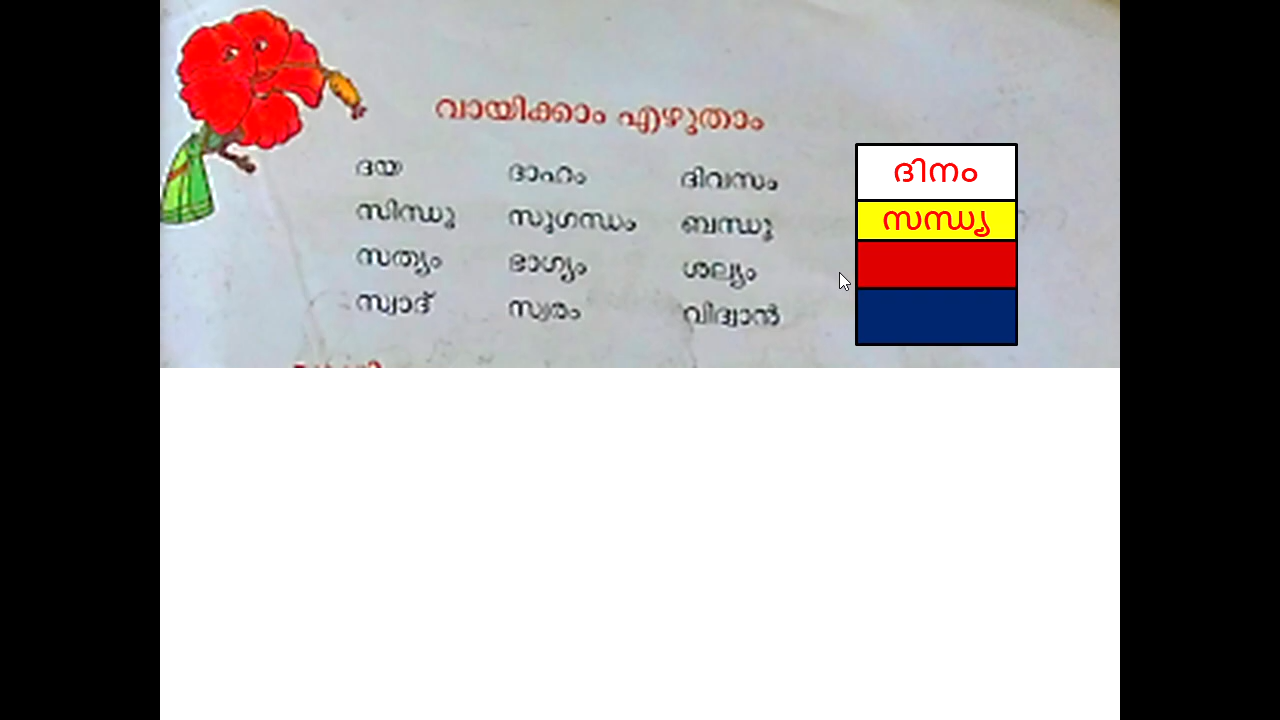 വായിക്കാം എഴുതാം
ദയ ദാഹം ദിവസം ദിനം
സിന്ധു സുഗന്ധം ബന്ധു സന്ധ്യ
സത്യം ഭാഗ്യം ശല്യം
സ്വാദ് സ്വരം വിദ്വാൻ